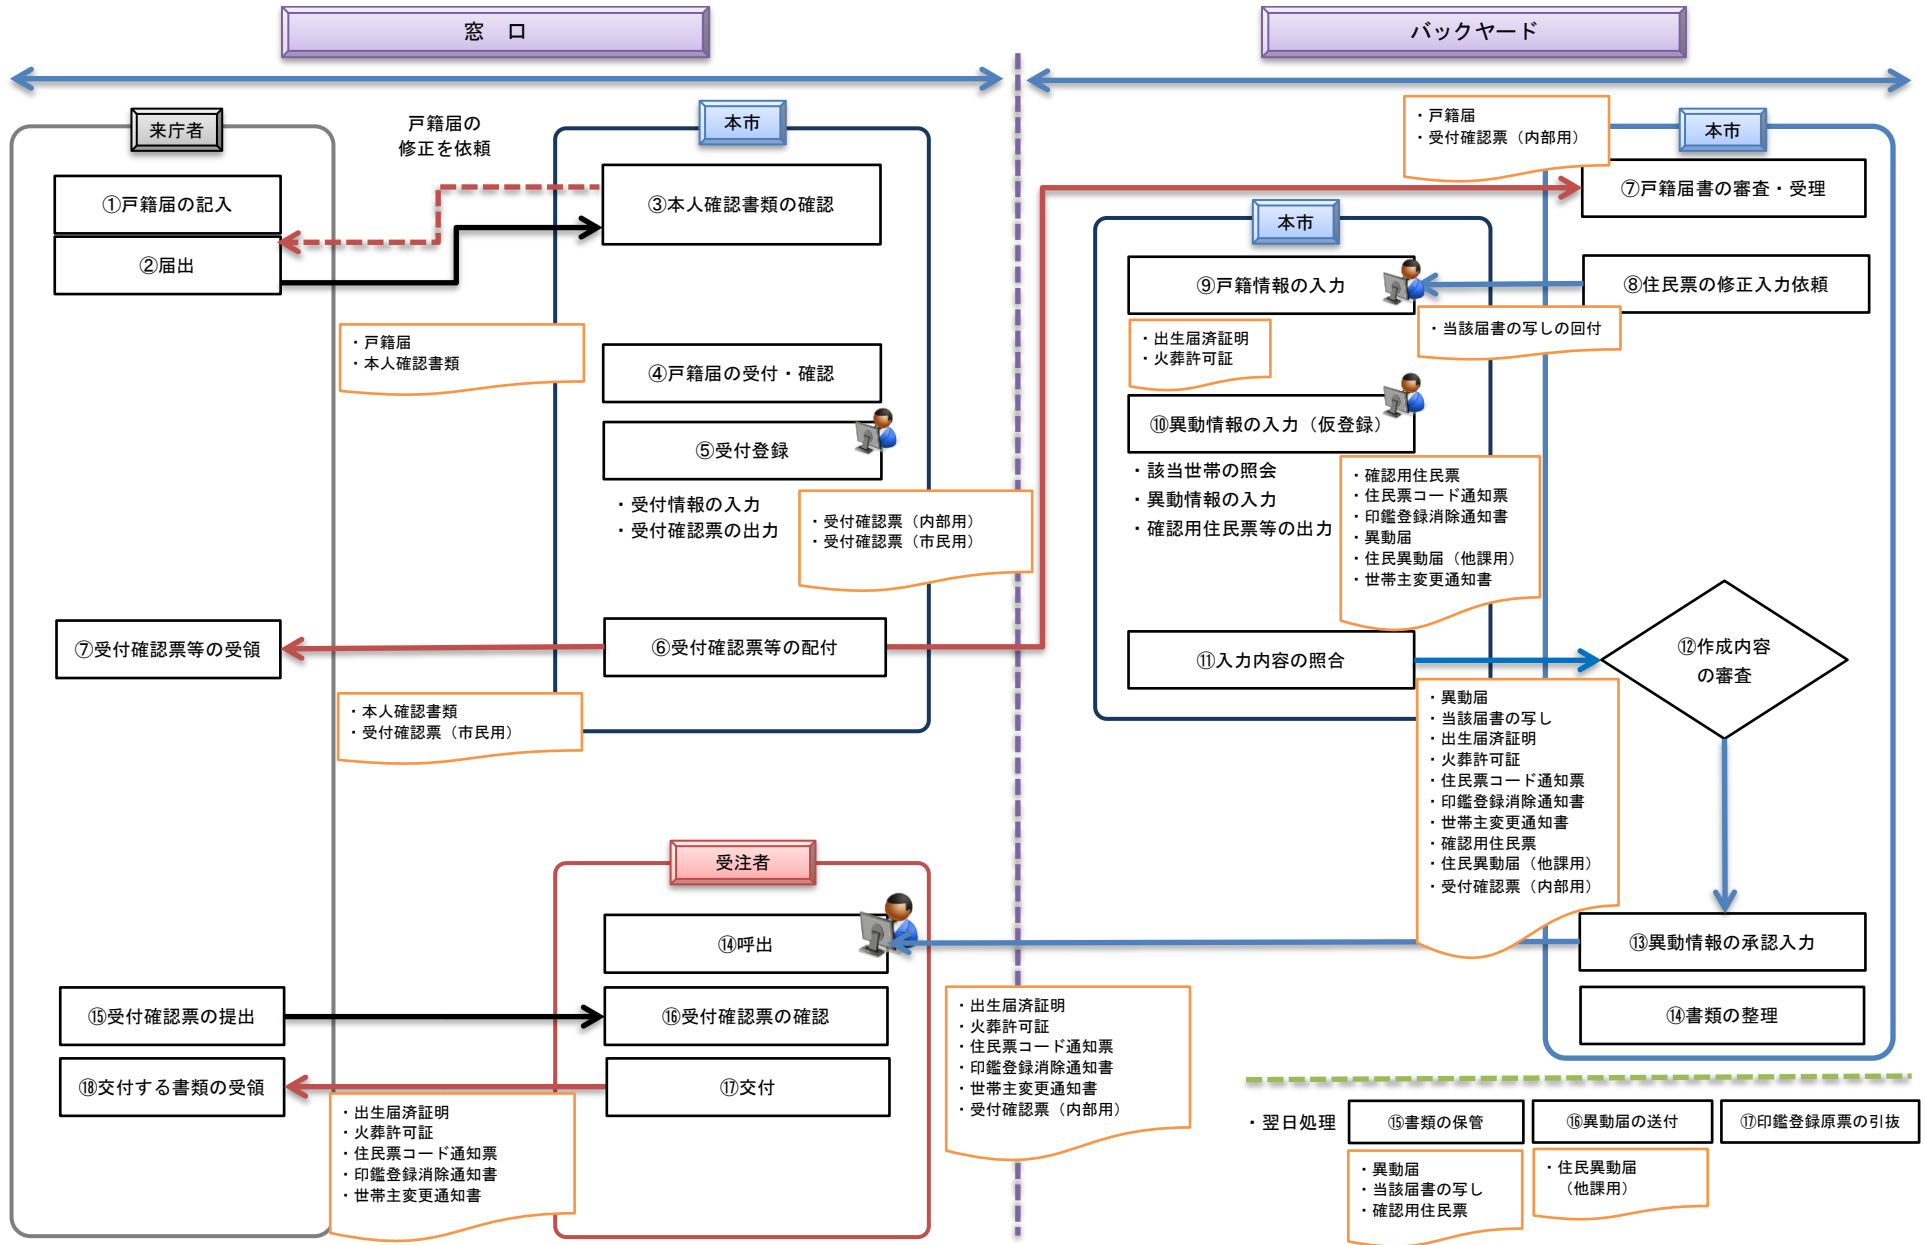 窓　口
バックヤード
来庁者
戸籍届の
修正を依頼
本市
①戸籍届の記入
②届出
③本人確認書類の確認
・戸籍届
・本人確認書類
④戸籍届の受付・確認
⑤受付登録
・受付情報の入力
・受付確認票の出力
・受付確認票（内部用）
・受付確認票（市民用）
⑦受付確認票等の受領
⑥受付確認票等の配付
・本人確認書類
・受付確認票（市民用）
受注者
⑭呼出
⑮受付確認票の提出
⑯受付確認票の確認
⑱交付する書類の受領
⑰交付
・出生届済証明
・火葬許可証
・住民票コード通知票
・印鑑登録消除通知書
・世帯主変更通知書
・出生届済証明
・火葬許可証
・住民票コード通知票
・印鑑登録消除通知書
・世帯主変更通知書
・受付確認票（内部用）
・戸籍届
・受付確認票（内部用）
本市
⑦戸籍届書の審査・受理
本市
⑨戸籍情報の入力
⑧住民票の修正入力依頼
・当該届書の写しの回付
・出生届済証明
・火葬許可証
⑩異動情報の入力（仮登録）
・該当世帯の照会
・異動情報の入力
・確認用住民票等の出力
・確認用住民票
・住民票コード通知票
・印鑑登録消除通知書
・異動届
・住民異動届（他課用）
・世帯主変更通知書
⑪入力内容の照合
⑫作成内容
の審査
・異動届
・当該届書の写し
・出生届済証明
・火葬許可証
・住民票コード通知票
・印鑑登録消除通知書
・世帯主変更通知書
・確認用住民票
・住民異動届（他課用）
・受付確認票（内部用）
⑬異動情報の承認入力
⑭書類の整理
・翌日処理
⑮書類の保管
⑯異動届の送付
⑰印鑑登録原票の引抜
・異動届
・当該届書の写し
・確認用住民票
・住民異動届
（他課用）